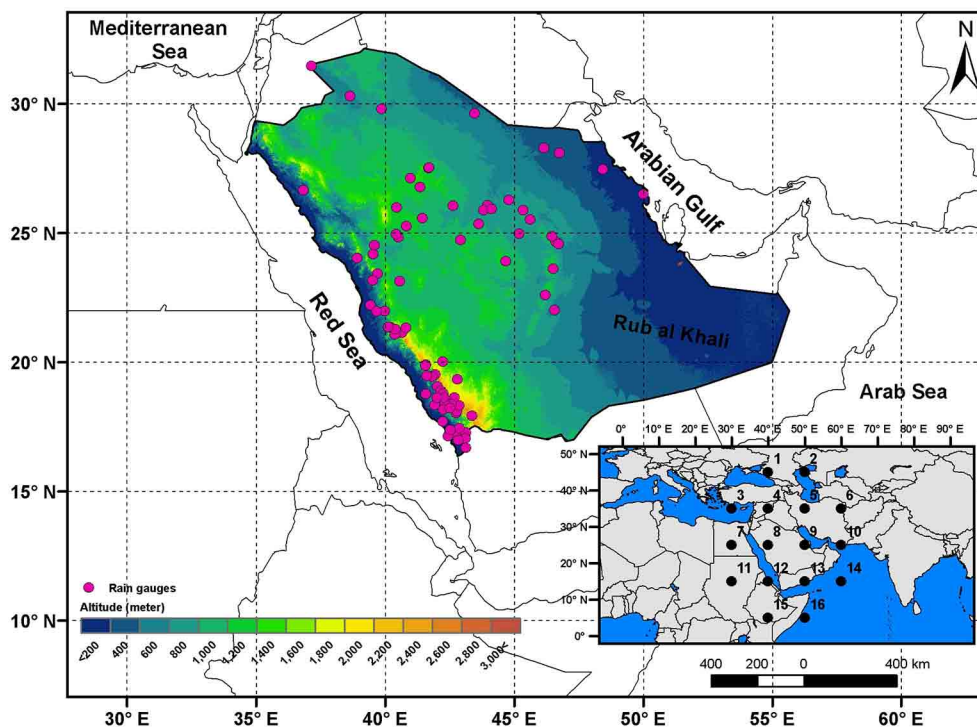 Mediterranean
Sea
N
30° N
25° N
20° N
15° N
10° N
Arabian Gulf
Red Sea
Rub al Khali
Arab Sea
Rain gauges
Altitude (meter)
<200 400 600 800 1,000 1,200 1,400 1,600 1,800 2,000 2,200 2,400 2,600 2,800 3,000<
0° E 10° E 20° E 30° E 40° E 50° E 60° E 70° E 80° E 90° E
50° N
40° N
30° N
20° N
10° N
0° N
1 2
3 4 5 6
7 8 9 10
11 12 13 14
15 16
400 200 0 400 km
30° E 35° E 40° E 45° E 50° E 55° E 60° E